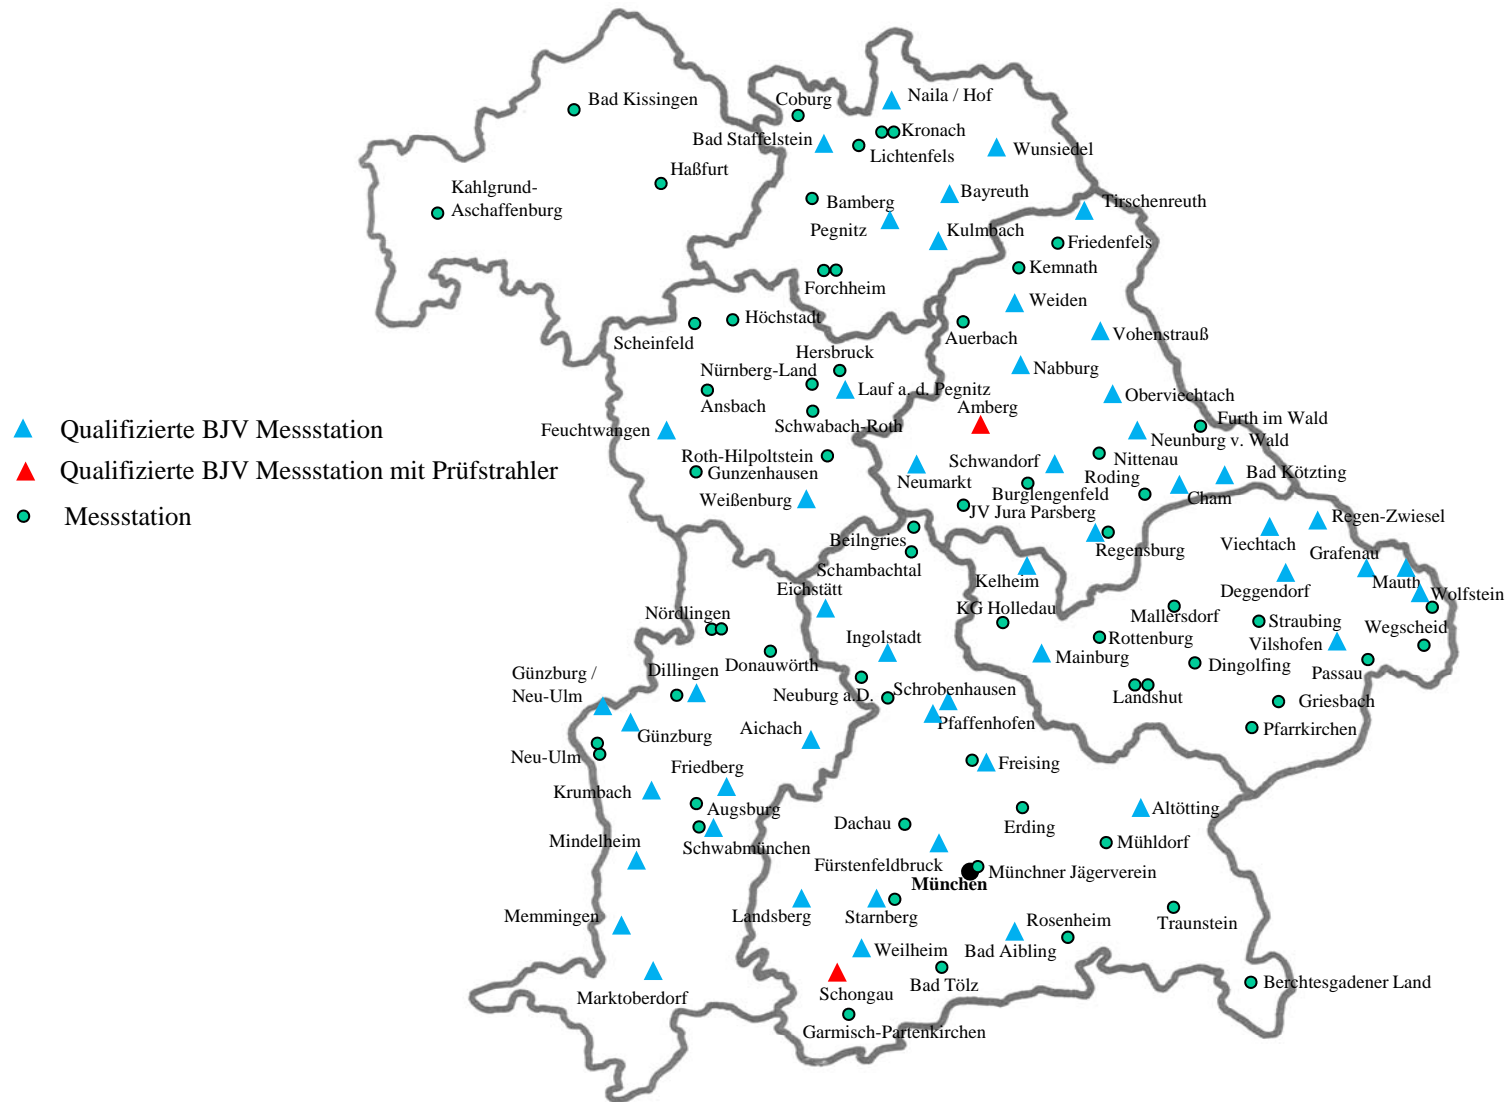 Naila / Hof
Bad Kissingen
Coburg
Kronach
Bad Staffelstein
Lichtenfels
Wunsiedel
Haßfurt
Kahlgrund-
Aschaffenburg
Bayreuth
Bamberg
Tirschenreuth
Pegnitz
Kulmbach
Friedenfels
Kemnath
Forchheim
Weiden
Höchstadt
Scheinfeld
Auerbach
Vohenstrauß
Hersbruck
Nürnberg-Land
Nabburg
Lauf a. d. Pegnitz
Oberviechtach
Ansbach
Amberg
Schwabach-Roth
Furth im Wald
Feuchtwangen
Neunburg v. Wald
Qualifizierte BJV Messstation
Roth-Hilpoltstein
Nittenau
Schwandorf
Qualifizierte BJV Messstation mit Prüfstrahler
Gunzenhausen
Neumarkt
Roding
Bad Kötzting
Weißenburg
Burglengenfeld
Cham
Messstation
JV Jura Parsberg
Regen-Zwiesel
Beilngries
Regensburg
Viechtach
Grafenau
Schambachtal
Kelheim
Mauth
Eichstätt
Deggendorf
Wolfstein
KG Holledau
Mallersdorf
Nördlingen
Straubing
Wegscheid
Ingolstadt
Rottenburg
Vilshofen
Donauwörth
Mainburg
Dingolfing
Passau
Günzburg /
Neu-Ulm
Dillingen
Neuburg a.D.
Schrobenhausen
Landshut
Griesbach
Pfaffenhofen
Pfarrkirchen
Günzburg
Aichach
Neu-Ulm
Freising
Friedberg
Krumbach
Augsburg
Altötting
Dachau
Erding
Mindelheim
Schwabmünchen
Mühldorf
Fürstenfeldbruck
Münchner Jägerverein
München
Memmingen
Landsberg
Starnberg
Rosenheim
Traunstein
Weilheim
Bad Aibling
Marktoberdorf
Schongau
Bad Tölz
Berchtesgadener Land
Garmisch-Partenkirchen